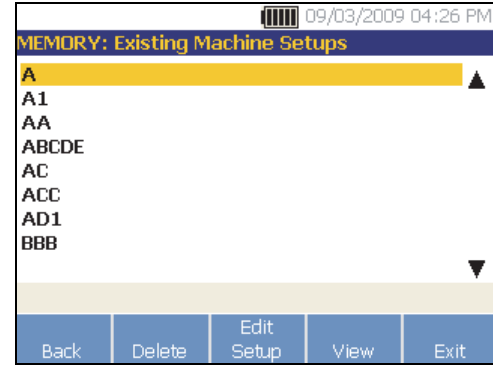 09/03/2009 04:26 PM
MEMORY: Existing Machine Setups
A
A1
AA
ABCDE
AC
ACC
AD1
BBB
Back Delete Edit Setup View Exit